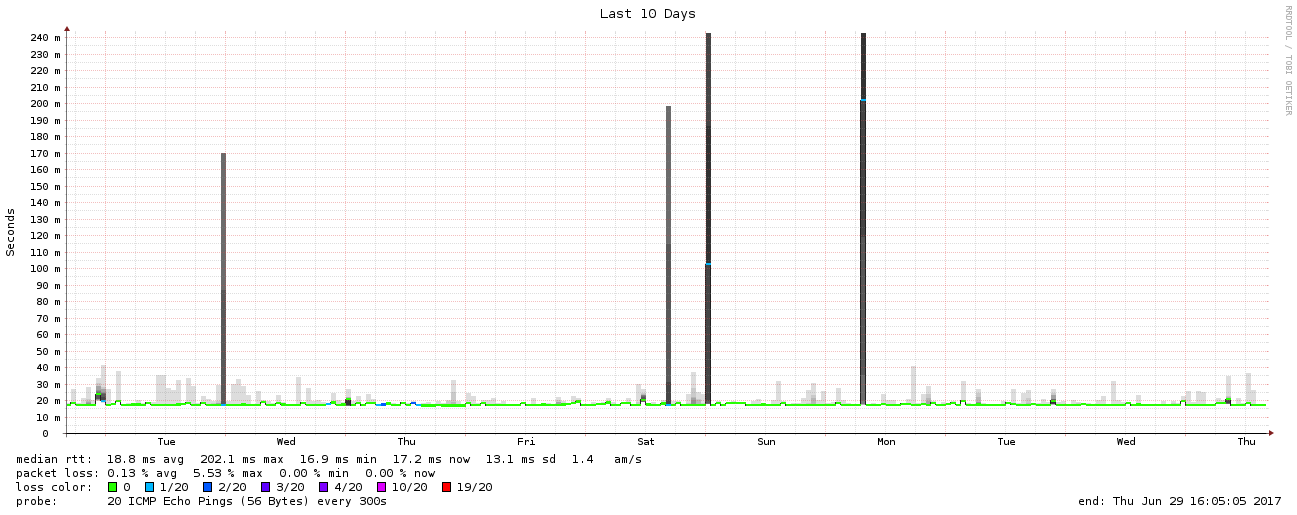 Last 10 Days
RRDTOOL / TOBI OETIKER
Seconds
240 m
230 m
220 m
210 m
200 m
190 m
180 m
170 m
160 m
150 m
140 m
130 m
120 m
110 m
100 m
90 m
80 m
70 m
60 m
50 m
40 m
30 m
20 m
10 m
0
Tue Wed Thu Fri Sat Sun Mon Tue Wed Thu
median rtt: 18.8 ms avg 202.1 ms max 16.9 ms min 17.2 ms now 13.1 ms sd 1.4 am/s
packet loss: 0.13 % avg 5.53 % max 0.00 % min 0.00 % now
loss color: 0 1/20 2/20 3/20 4/20 10/20 19/20
probe: 20 ICMP Echo Pings (56 Bytes) every 300s
end: Thu Jun 29 16:05:05 2017